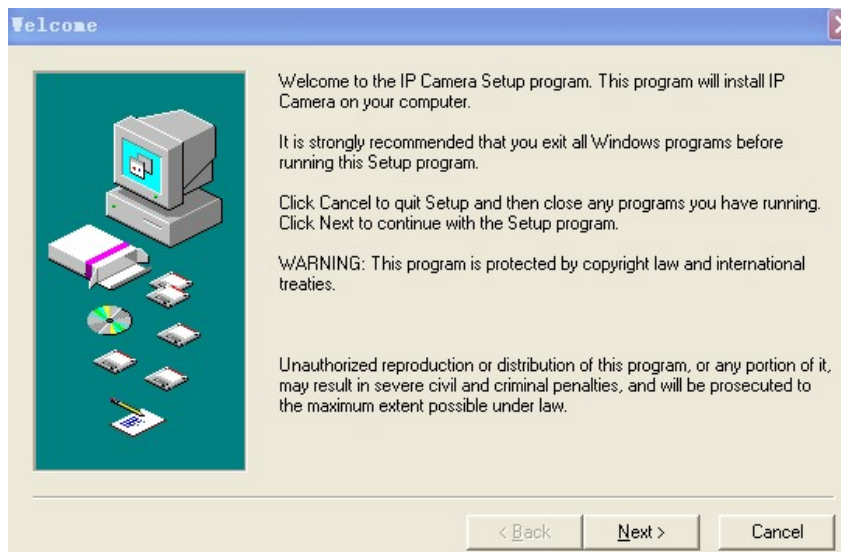 Welcome
Welcome to the IP Camera Setup program. This program will install IP
Camera on your computer.
It is strongly recommended that you exit all Windows programs before
running this Setup program.
Click Cancel to quit Setup and then close any programs you have running.
Click Next to continue with the Setup program.
WARNING: This program is protected by copyright law and international
treaties.
Unauthorized reproduction or distribution of this program, or any portion of it,
may result in severe civil and criminal penalties, and will be prosecuted to
the maximum extent possible under law.
< Back
Next >
Cancel